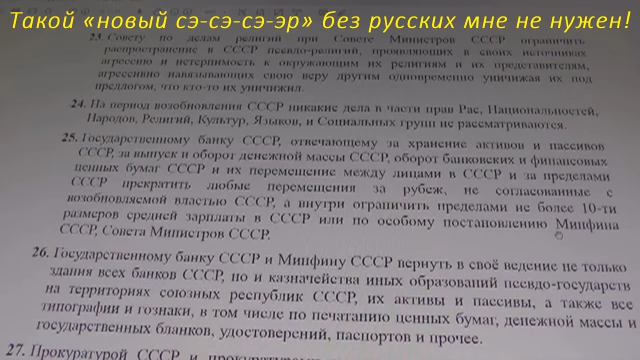 Такой «новый сэ-сэ-сэ-эр» без русских мне не нужен!
23. Совету по делам религий при Совете Министров СССР ограничить
распространение в СССР псевдо-религий, проявляющих в своих источниках
агрессию и нетерпимость к окружающим их религиям и их представителям,
агрессивно навязывающих свою веру другим одновременно уничижая их под
предлогом, что кто-то их уничижил.
24. На период возобновления СССР никакие дела в части прав Рас, Национальностей,
Народов, Религий, Культур, Языков, и Социальных групп не рассматриваются.
25. Государственному банку СССР, отвечающему за хранение активов и пассивов
СССР, за выпуск и оборот денежной массы СССР, оборот банковских и финансовых
ценных бумаг СССР и их перемещение между лицами в СССР и за пределами
СССР прекратить любые перемещения за рубеж, не согласованные с
возобновляемой властью СССР, а внутри ограничить пределами не более 10-ти
размеров средней зарплаты в СССР или по особому постановлению Минфина
СССР, Совета Министров СССР.
26. Государственному банку СССР и Минфину СССР вернуть в своё ведение не только
здания всех банков СССР, но и казначейства иных образований псевдо-государств
на территориях союзных республик СССР, их активы и пассивы, а также все
типографии и гознаки, в том числе по печатанию ценных бумаг, денежной массы и
государственных бланков, удостоверений, паспортов и прочее.
27. Прокуратурой СССР и